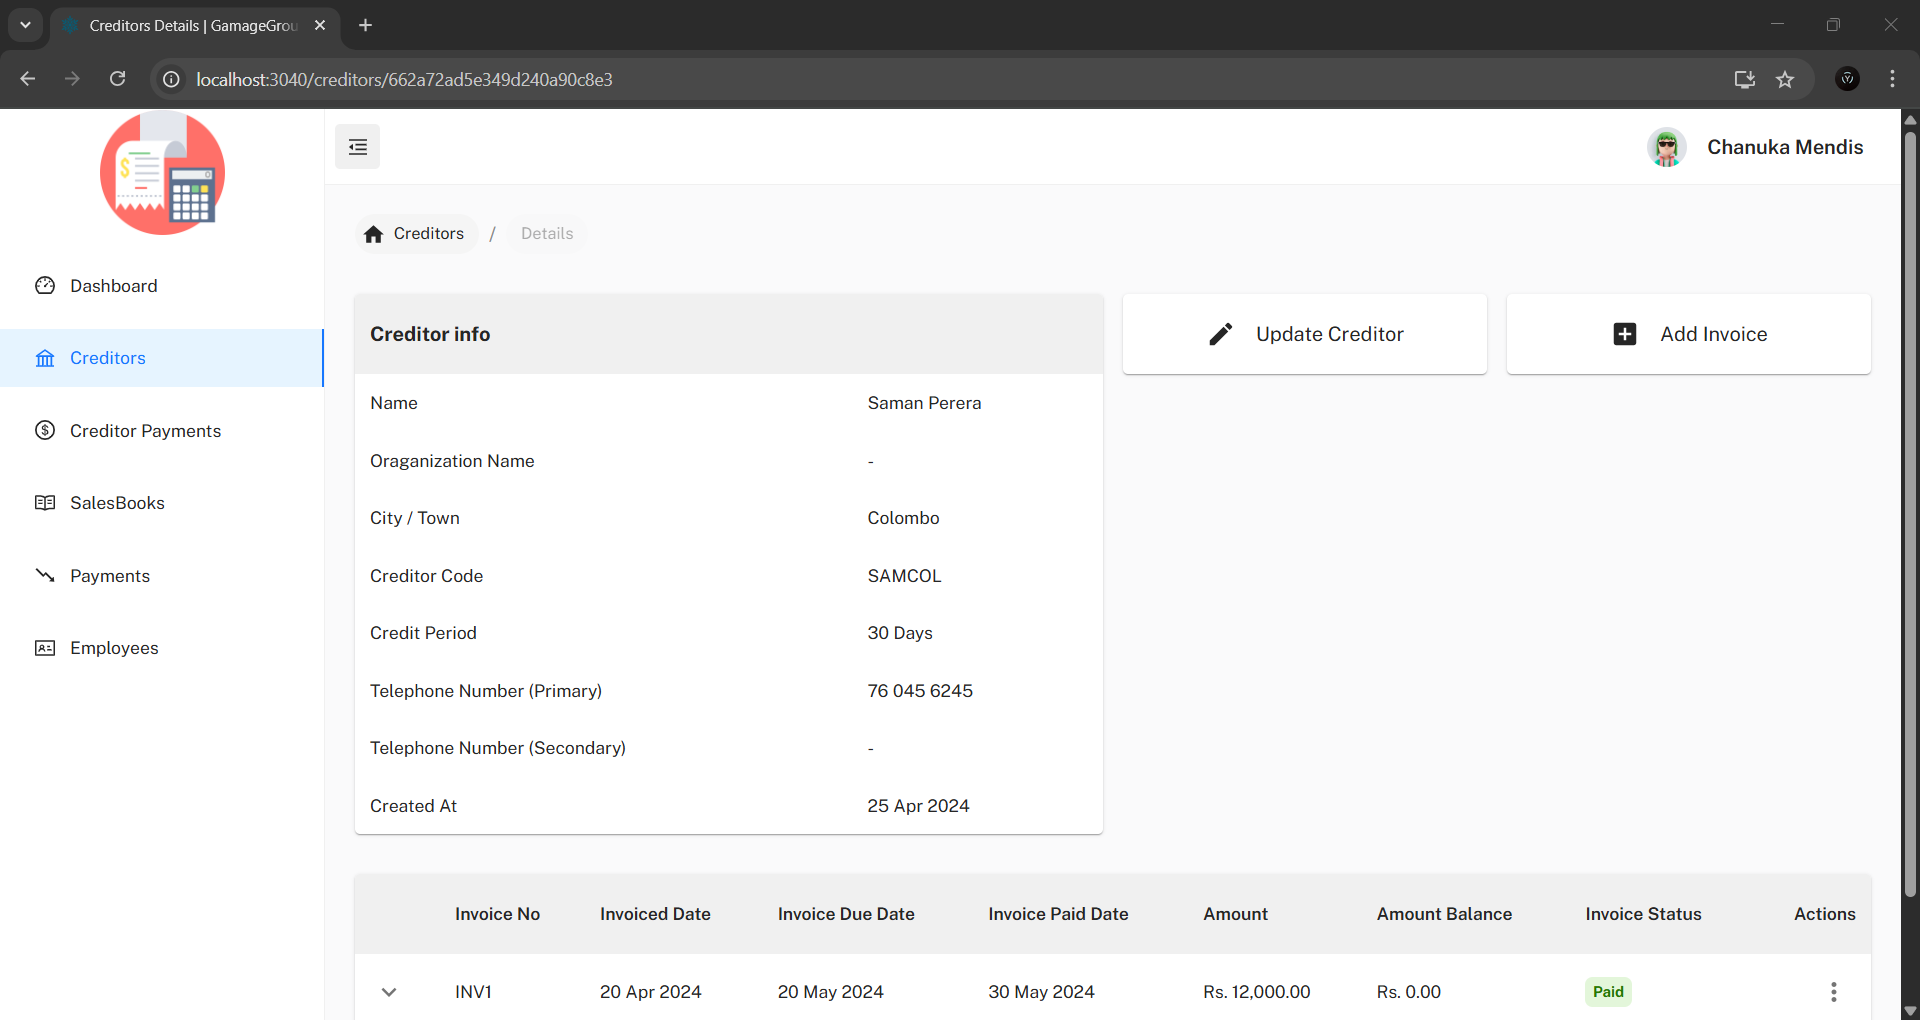 Creditors Details | GamageGrou
localhost:3040/creditors/662a72ad5e349d240a90c8e3
Chanuka Mendis
Creditors / Details
Dashboard
Creditors
Creditor Payments
SalesBooks
Payments
Employees
Creditor info
Name Saman Perera
Oraganization Name -
City / Town Colombo
Creditor Code SAMCOL
Credit Period 30 Days
Telephone Number (Primary) 76 045 6245
Telephone Number (Secondary) -
Created At 25 Apr 2024
Update Creditor
Add Invoice
Invoice No Invoiced Date Invoice Due Date Invoice Paid Date Amount Amount Balance Invoice Status Actions
INV1 20 Apr 2024 20 May 2024 30 May 2024 Rs. 12,000.00 Rs. 0.00 Paid